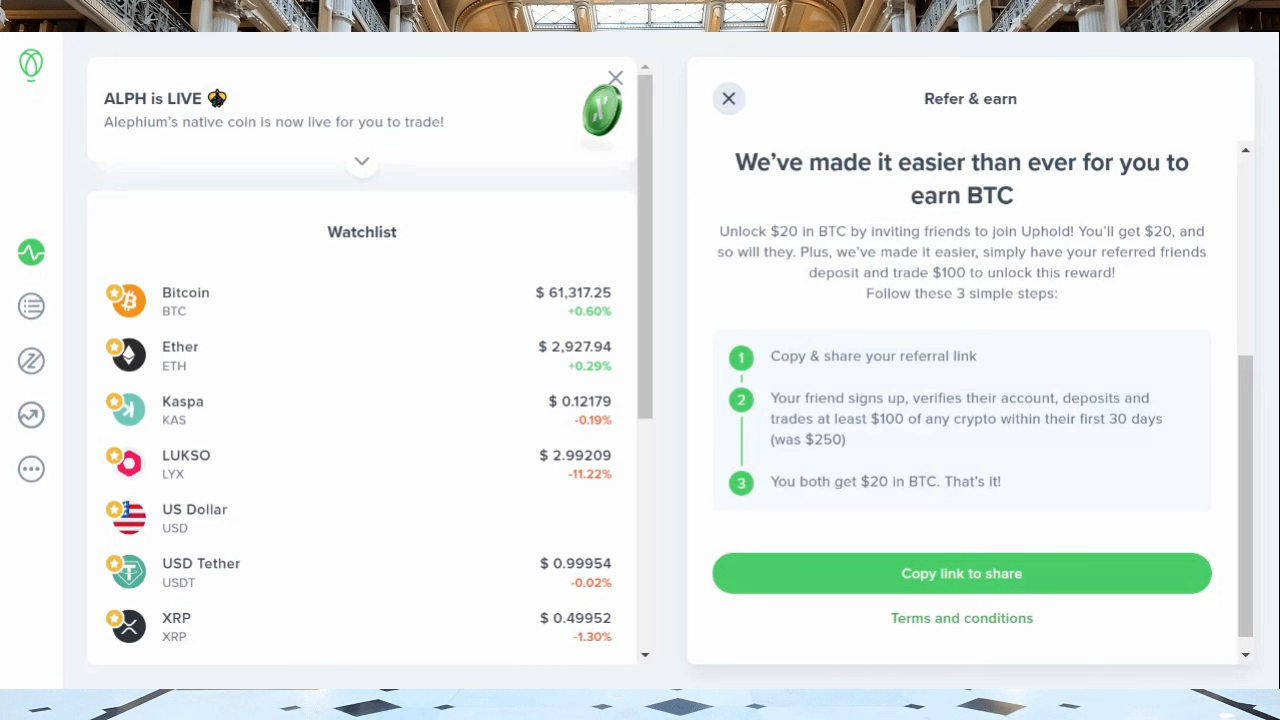 ALPH is LIVE
Alephium's native coin is now live for you to trade!
Watchlist
Bitcoin $ 61,317.25
BTC +0.60%
Ether $ 2,927.94
ETH +0.29%
Kaspa $ 0.12179
KAS -0.19%
LUKSO $ 2.99209
LYX -11.22%
US Dollar
USD
USD Tether $ 0.99954
USDT -0.02%
XRP $ 0.49952
XRP -1.30%
Refer & earn
We've made it easier than ever for you to
earn BTC
Unlock $20 in BTC by inviting friends to join Uphold! You'll get $20, and
so will they. Plus, we've made it easier, simply have your referred friends
deposit and trade $100 to unlock this reward!
Follow these 3 simple steps:
1 Copy & share your referral link
2 Your friend signs up, verifies their account, deposits and
trades at least $100 of any crypto within their first 30 days
(was $250)
3 You both get $20 in BTC. That's it!
Copy link to share
Terms and conditions